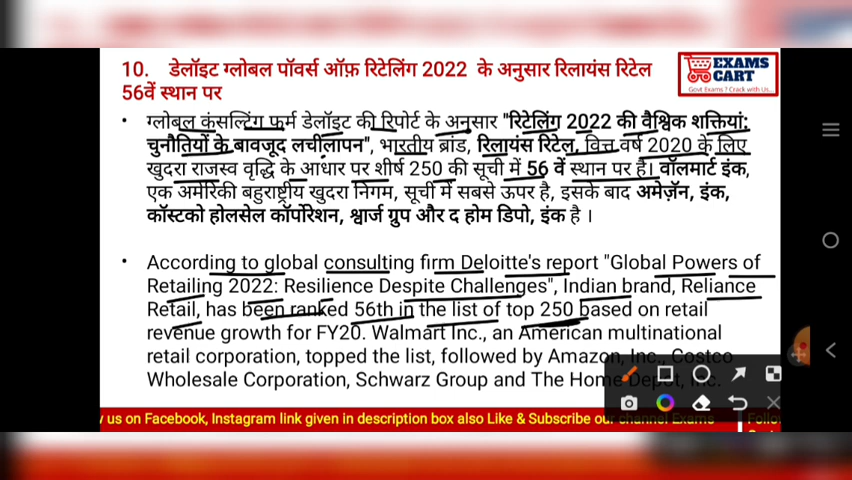 10. डेलॉइट ग्लोबल पॉवर्स ऑफ़ रिटेलिंग 2022 के अनुसार रिलायंस रिटेल
56वें स्थान पर
EXAMS
CART
Govt Exams ? Crack with Us.
• ग्लोबल कंसल्टिंग फर्म डेलॉइट की रिपोर्ट के अनुसार "रिटेलिंग 2022 की वैश्विक शक्तियां:
चुनौतियों के बावजूद लचीलापन", भारतीय ब्रांड, रिलायंस रिटेल, वित्त वर्ष 2020 के लिए
खुदरा राजस्व वृद्धि के आधार पर शीर्ष 250 की सूची में 56 वें स्थान पर है। वॉलमार्ट इंक,
एक अमेरिकी बहुराष्ट्रीय खुदरा निगम, सूची में सबसे ऊपर है, इसके बाद अमेज़ॅन, इंक,
कॉस्टको होलसेल कॉर्पोरेशन, श्वार्ज ग्रुप और द होम डिपो, इंक है ।
• According to global consulting firm Deloitte's report "Global Powers of
Retailing 2022: Resilience Despite Challenges", Indian brand, Reliance
Retail, has been ranked 56th in the list of top 250 based on retail
revenue growth for FY20. Walmart Inc., an American multinational
retail corporation, topped the list, followed by Amazon, Inc., Costco
Wholesale Corporation, Schwarz Group and The Home Depot, Inc.
us on Facebook, Instagram link given in description box also Like & Subscribe our channel Exams